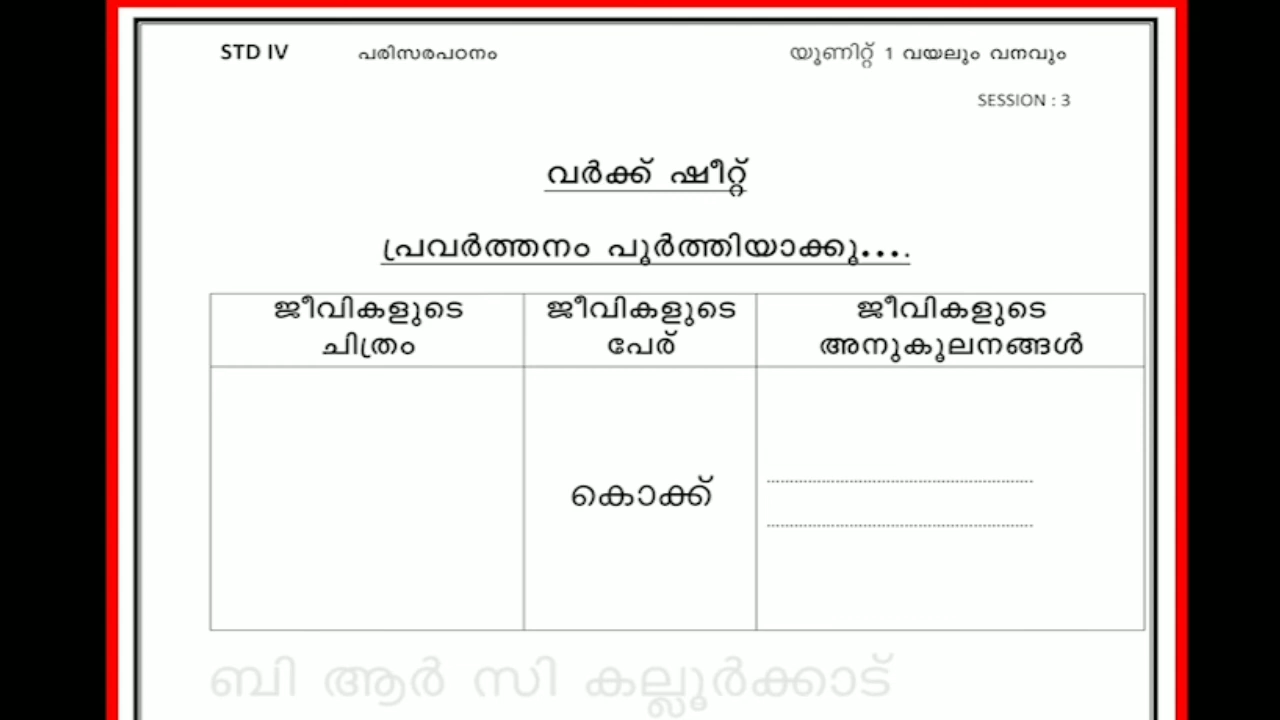 STD IV പരിസരപഠനം യൂണിറ്റ് 1 വയലും വനവും
SESSION : 3
വർക്ക് ഷീറ്റ്
പ്രവർത്തനം പൂർത്തിയാക്കൂ....
ജീവികളുടെ ചിത്രം
ജീവികളുടെ പേര്
ജീവികളുടെ അനുകൂലനങ്ങൾ
കൊക്ക്
ബി ആർ സി കല്ലൂർക്കാട്